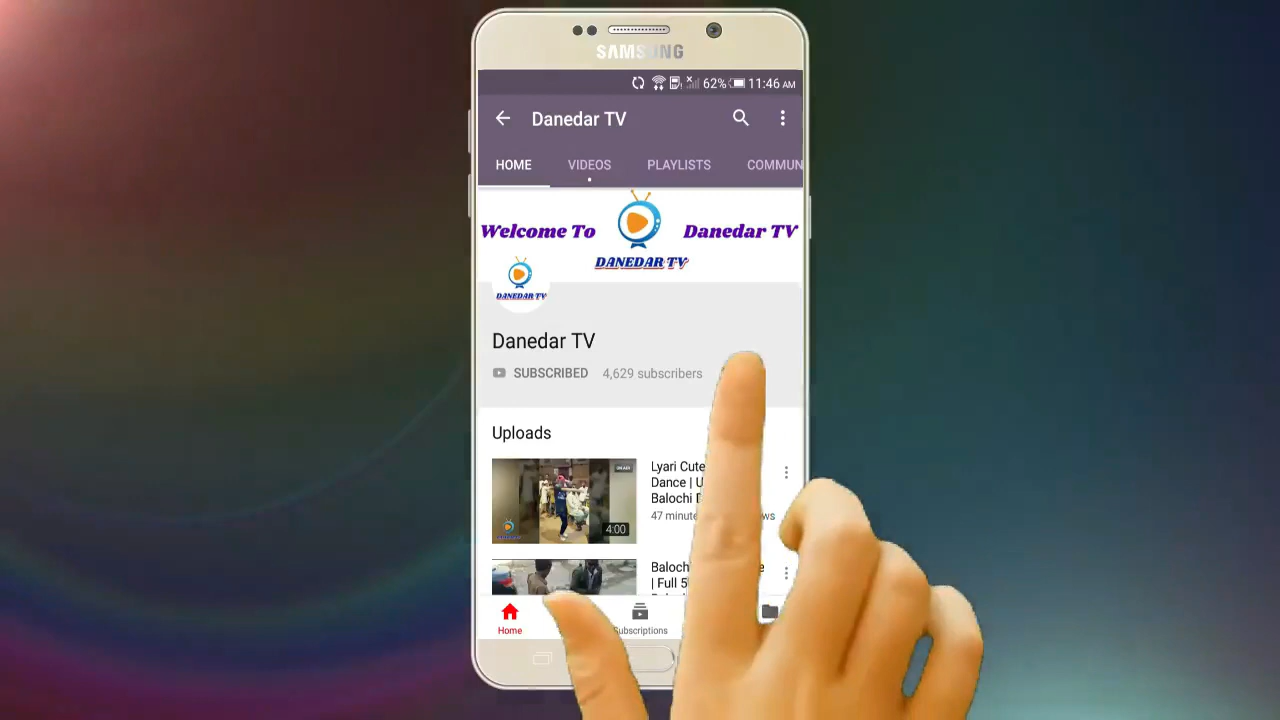 SAMSUNG
62% 11:46 AM
Danedar TV
HOME VIDEOS PLAYLISTS COMMUN
Welcome To
Danedar TV
DANEDAR TV
DANEDAR TV
Danedar TV
SUBSCRIBED 4,629 subscribers
Uploads
Lyari Cute
Dance | U
Balochi
47 minute
4:00
Baloch
| Full 5
Home
Subscriptions